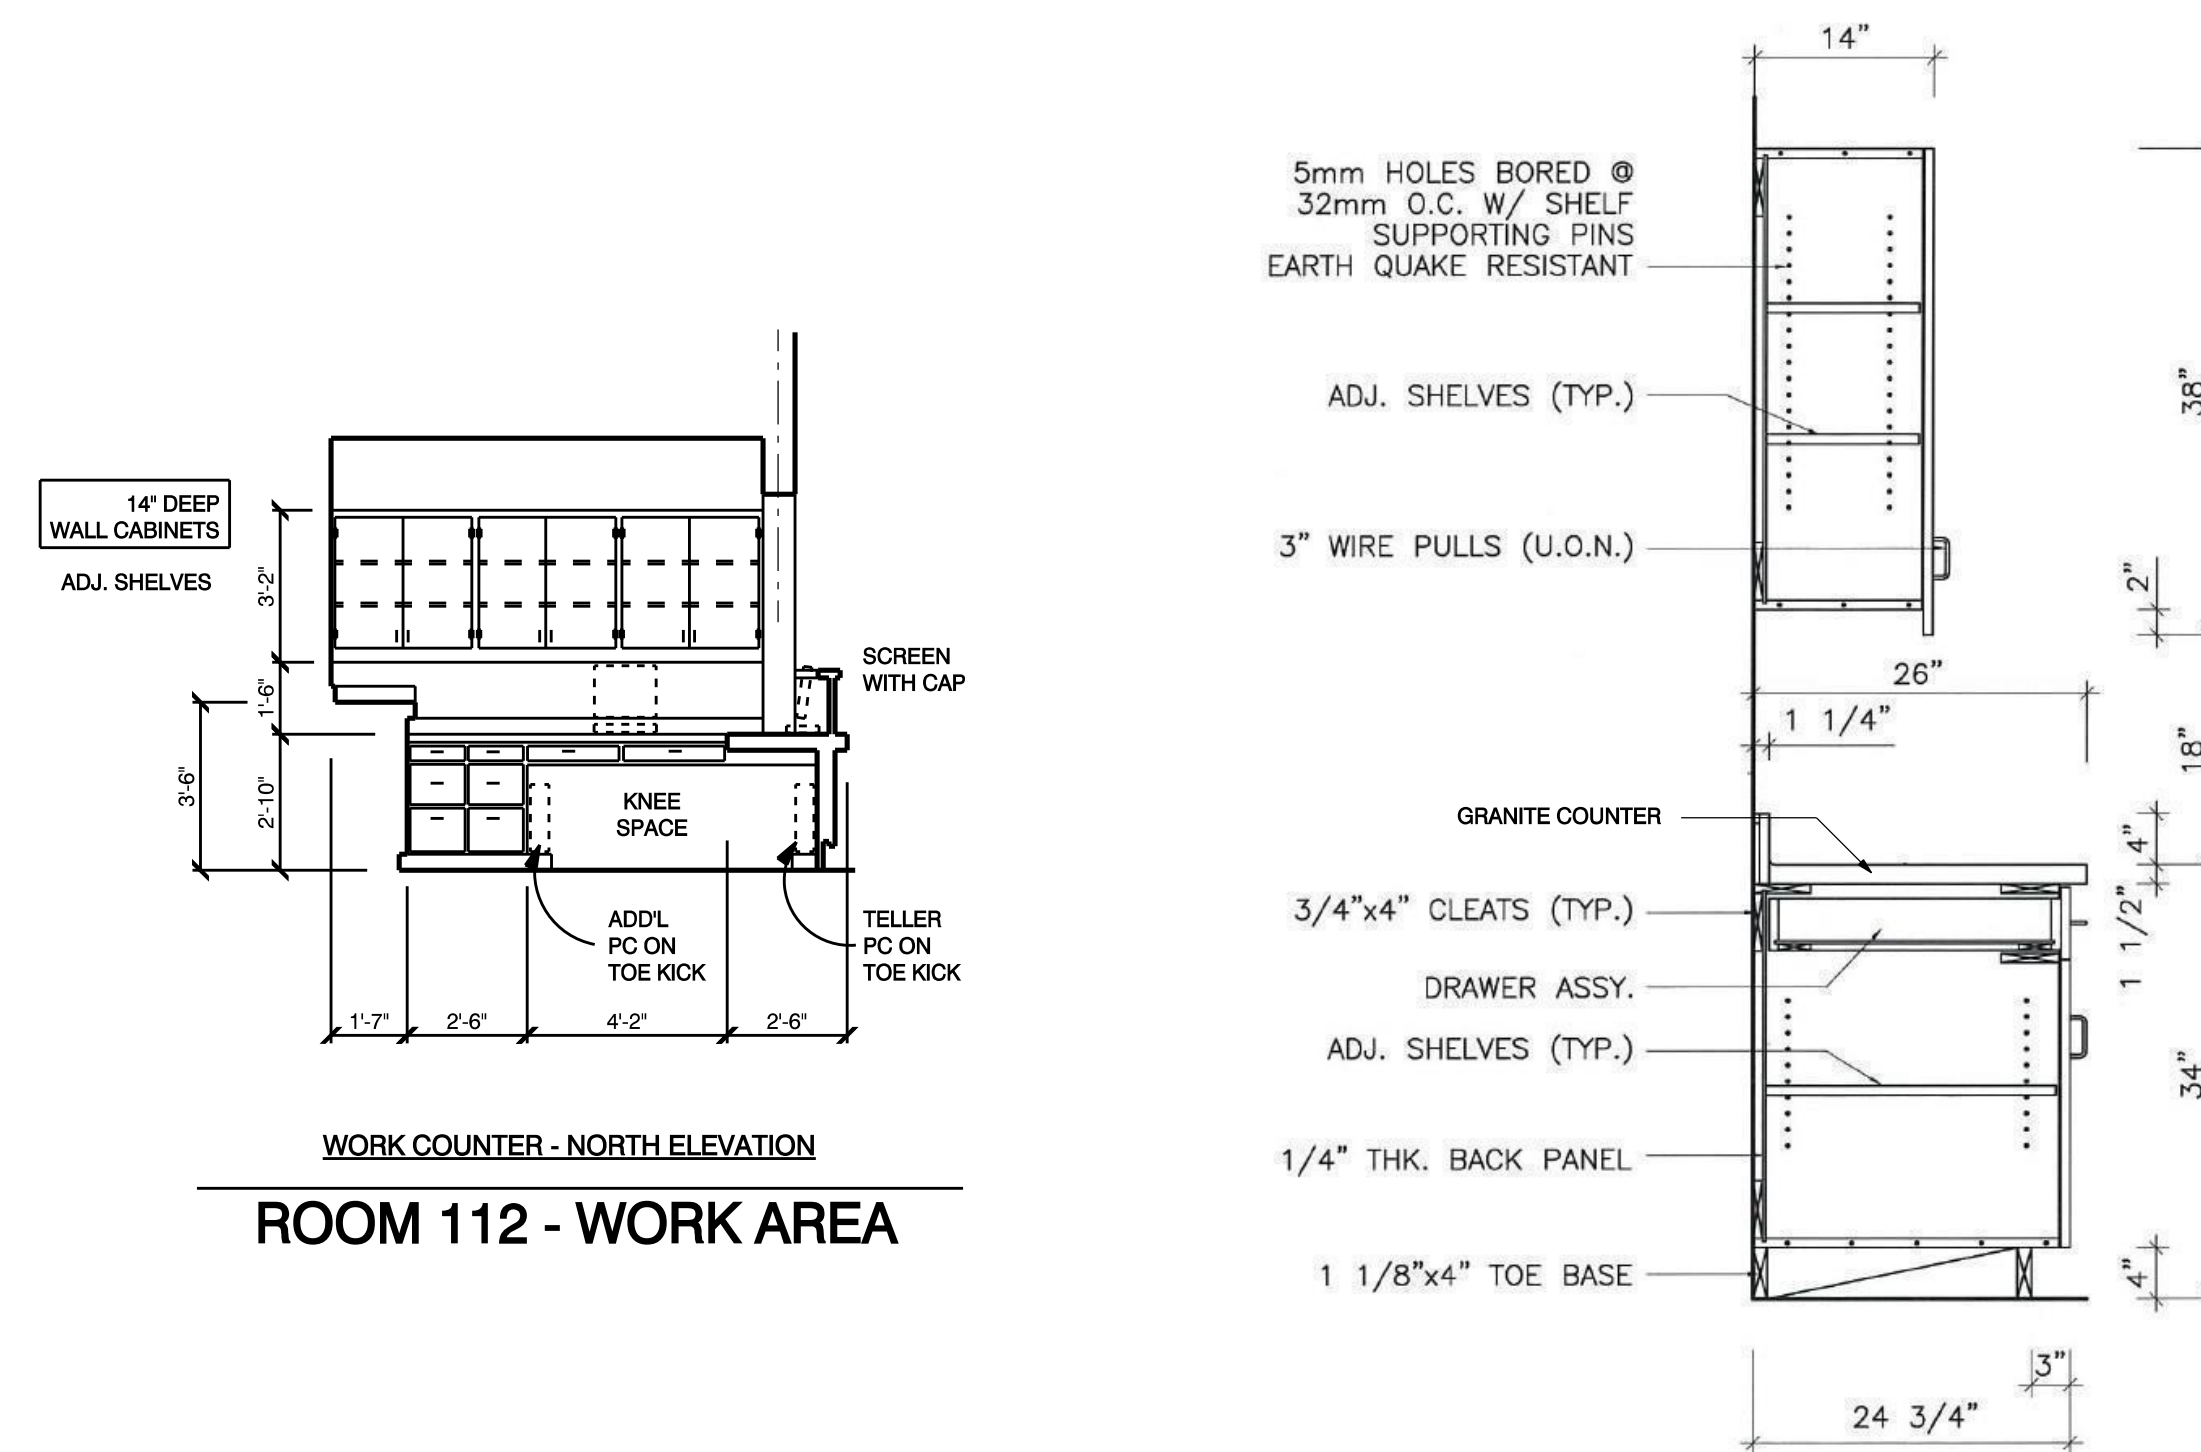 14" DEEP
WALL CABINETS
ADJ. SHELVES
3'-2"
1'-6"
3'-6"
2'-10"
SCREEN
WITH CAP
KNEE
SPACE
ADD'L
PC ON
TOE KICK
TELLER
PC ON
TOE KICK
1'-7"
2'-6"
4'-2"
2'-6"
WORK COUNTER - NORTH ELEVATION
ROOM 112 - WORK AREA
14"
5mm HOLES BORED @
32mm O.C. W/ SHELF
SUPPORTING PINS
EARTH QUAKE RESISTANT
ADJ. SHELVES (TYP.)
38"
3" WIRE PULLS (U.O.N.)
2"
26"
1 1/4"
18"
GRANITE COUNTER
4"
3/4"x4" CLEATS (TYP.)
1 1/2"
DRAWER ASSY.
ADJ. SHELVES (TYP.)
34"
1/4" THK. BACK PANEL
1 1/8"x4" TOE BASE
4"
3"
24 3/4"